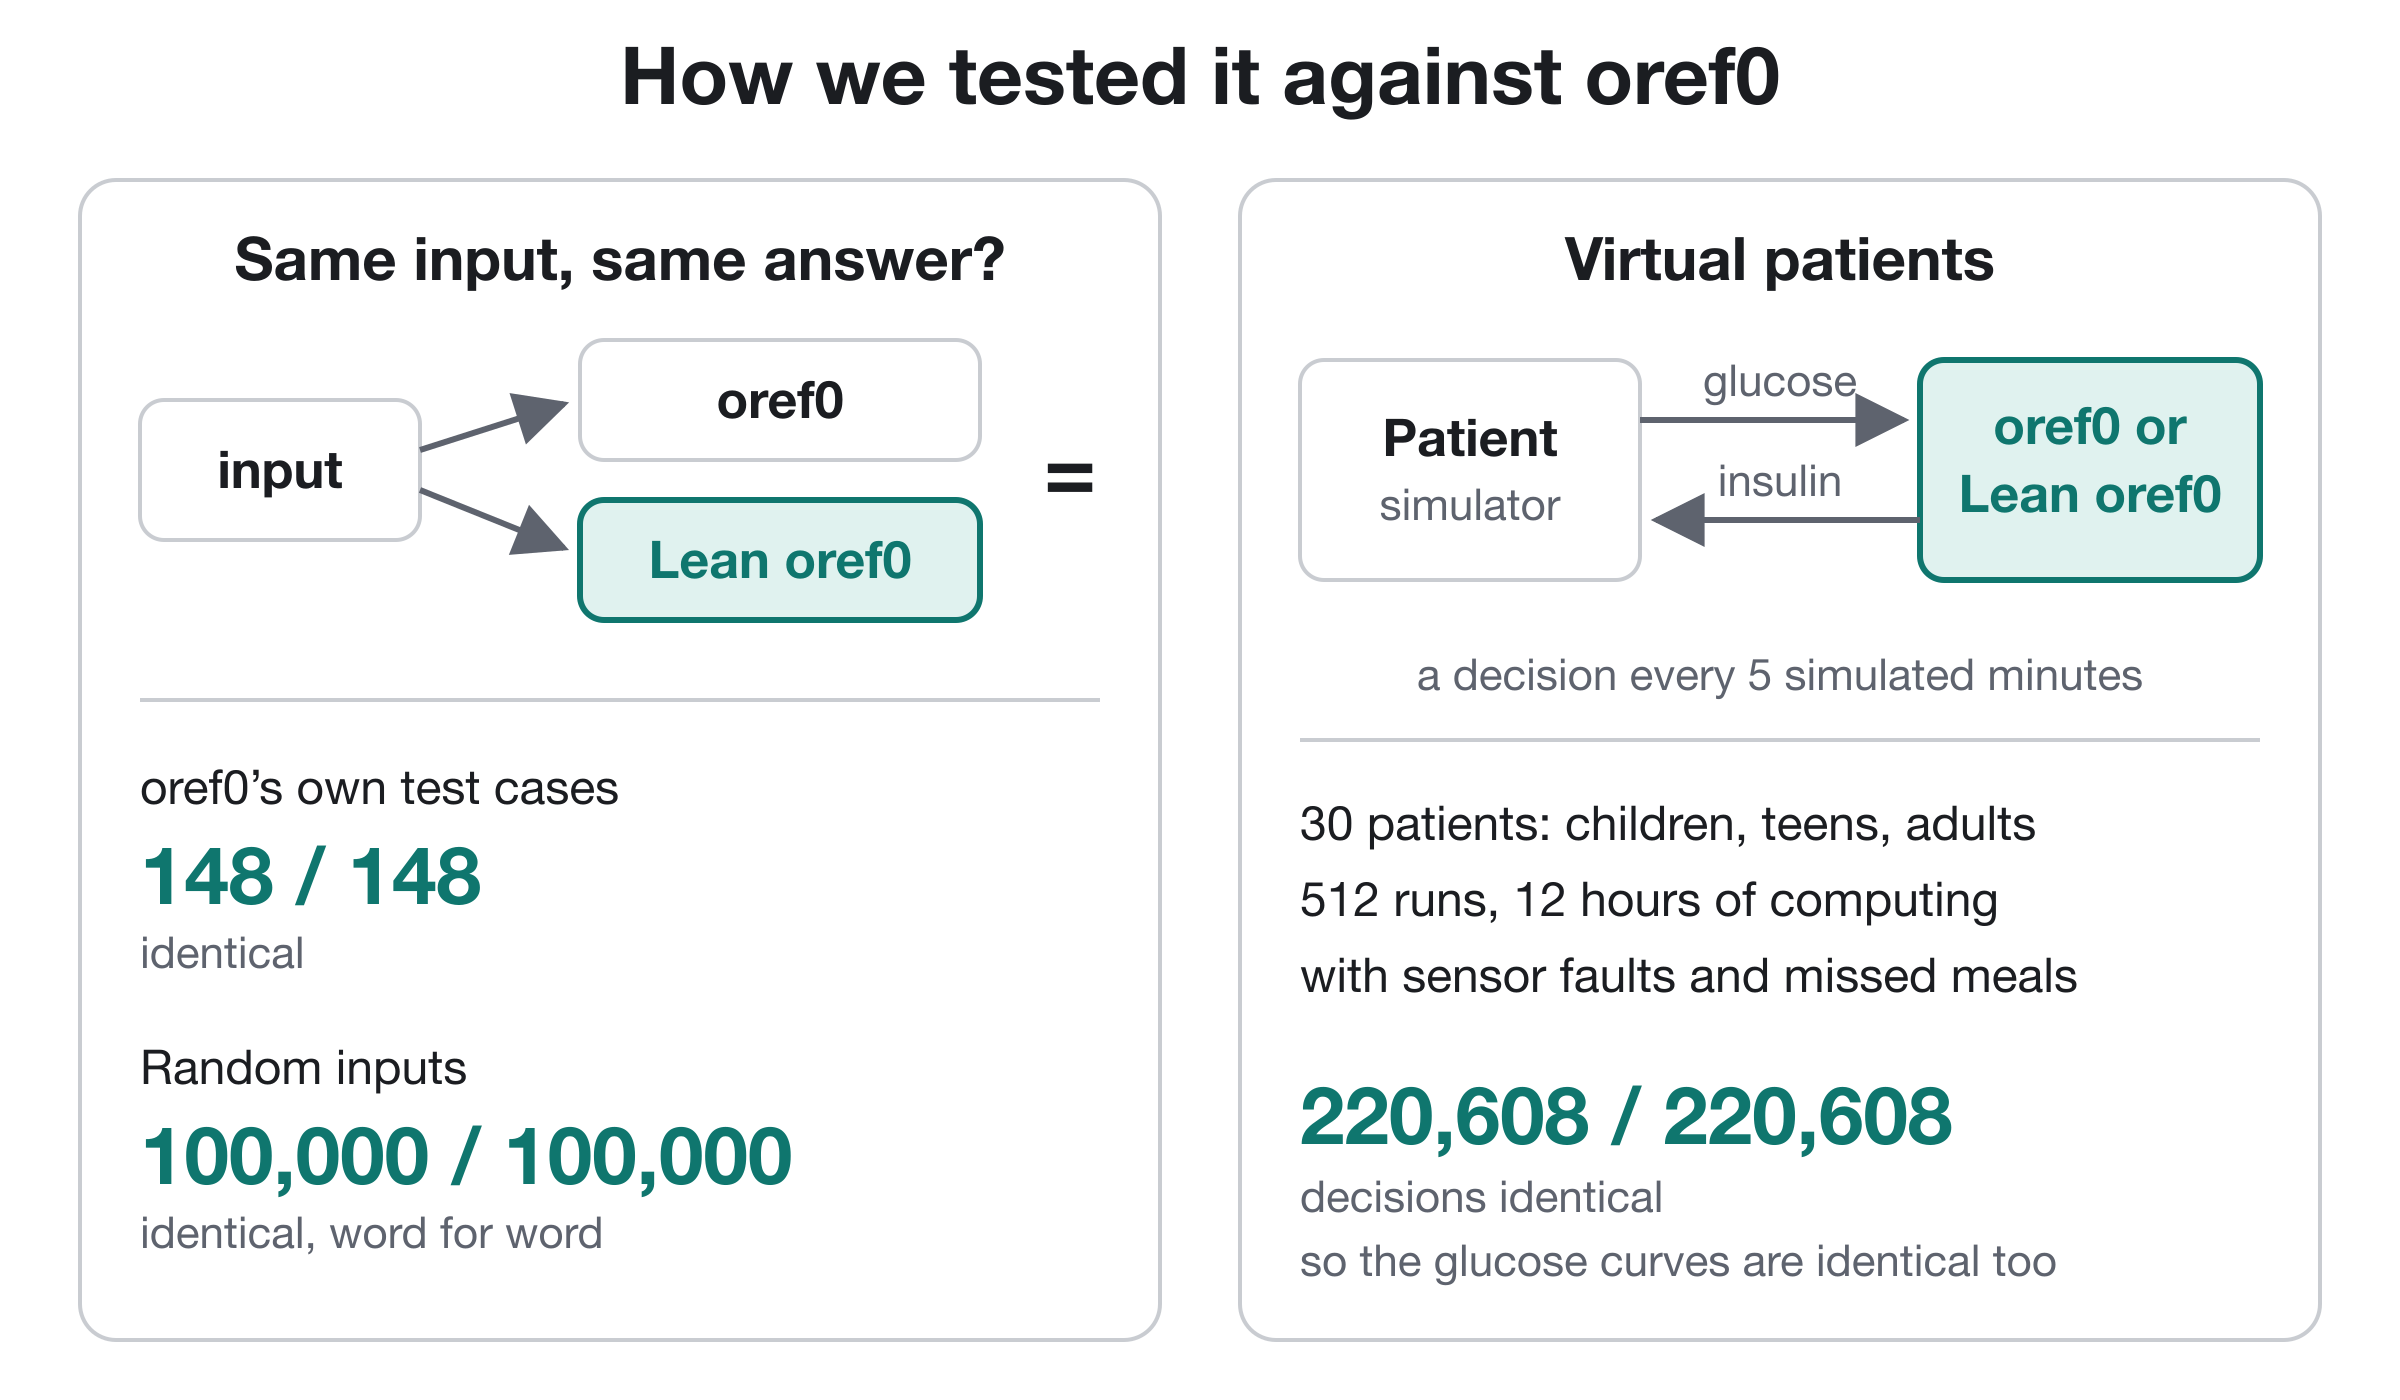 How we tested it against oref0
Same input, same answer?
input
oref0
Lean oref0
=
oref0’s own test cases
148 / 148
identical
Random inputs
100,000 / 100,000
identical, word for word
Virtual patients
Patient
simulator
glucose
insulin
oref0 or
Lean oref0
a decision every 5 simulated minutes
30 patients: children, teens, adults
512 runs, 12 hours of computing
with sensor faults and missed meals
220,608 / 220,608
decisions identical
so the glucose curves are identical too